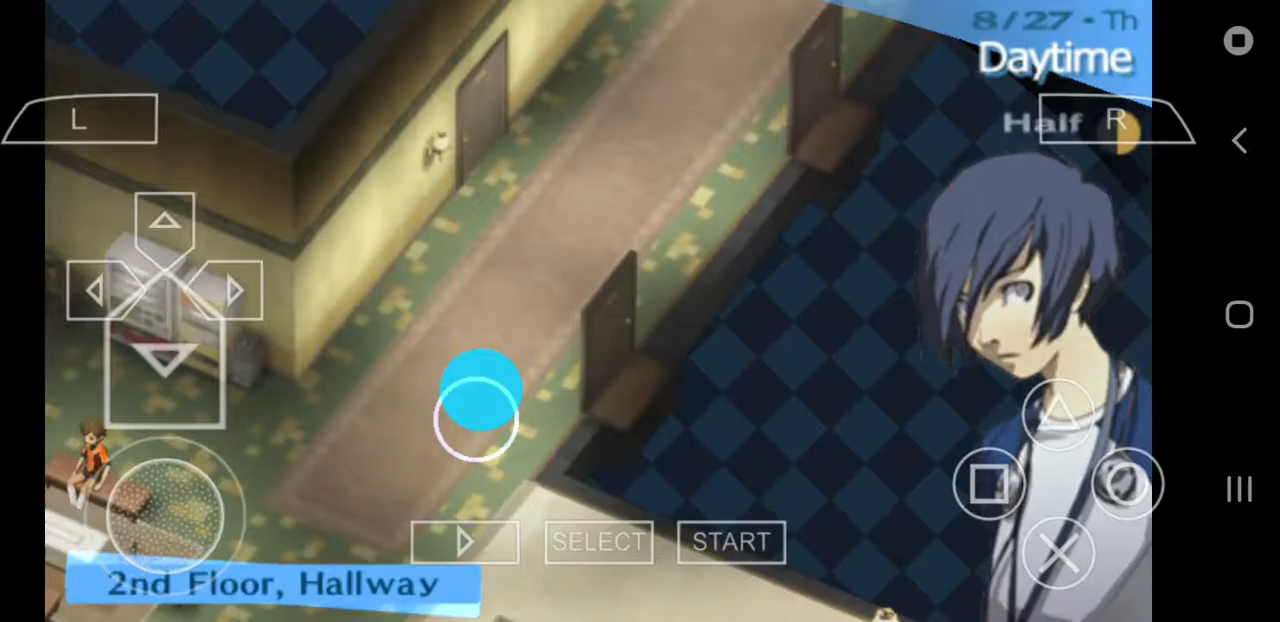 8/27 • Th
Daytime
L
Half
R
SELECT
START
2nd Floor, Hallway